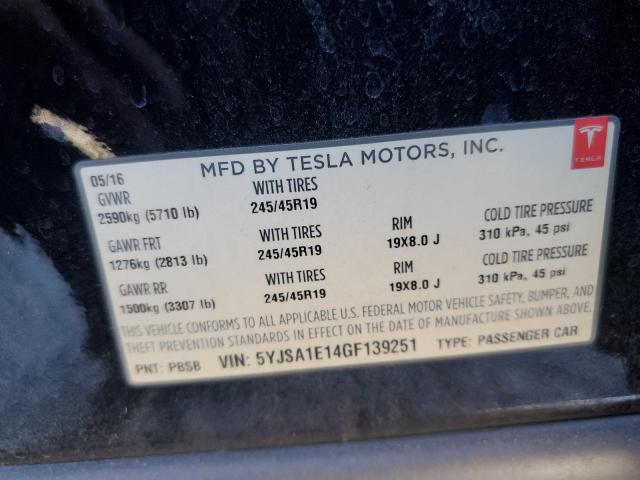 MFD BY TESLA MOTORS, INC.
TESLA
05/16
GVWR WITH TIRES
2590kg (5710 lb) 245/45R19
GAWR FRT WITH TIRES RIM COLD TIRE PRESSURE
1276kg (2813 lb) 245/45R19 19X8.0 J 310 kPa, 45 psi
GAWR RR WITH TIRES RIM COLD TIRE PRESSURE
1500kg (3307 lb) 245/45R19 19X8.0 J 310 kPa, 45 psi
THIS VEHICLE CONFORMS TO ALL APPLICABLE U.S. FEDERAL MOTOR VEHICLE SAFETY, BUMPER, AND
THEFT PREVENTION STANDARDS IN EFFECT ON THE DATE OF MANUFACTURE SHOWN ABOVE.
PNT: PBSB VIN: 5YJSA1E14GF139251 TYPE: PASSENGER CAR